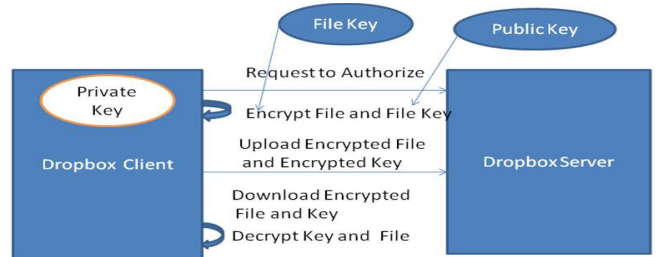 File Key
Public Key
Request to Authorize
Private
Key
Encrypt File and File Key
Upload Encrypted File
and Encrypted Key
Dropbox Client
Dropbox Server
Download Encrypted
File and Key
Decrypt Key and File